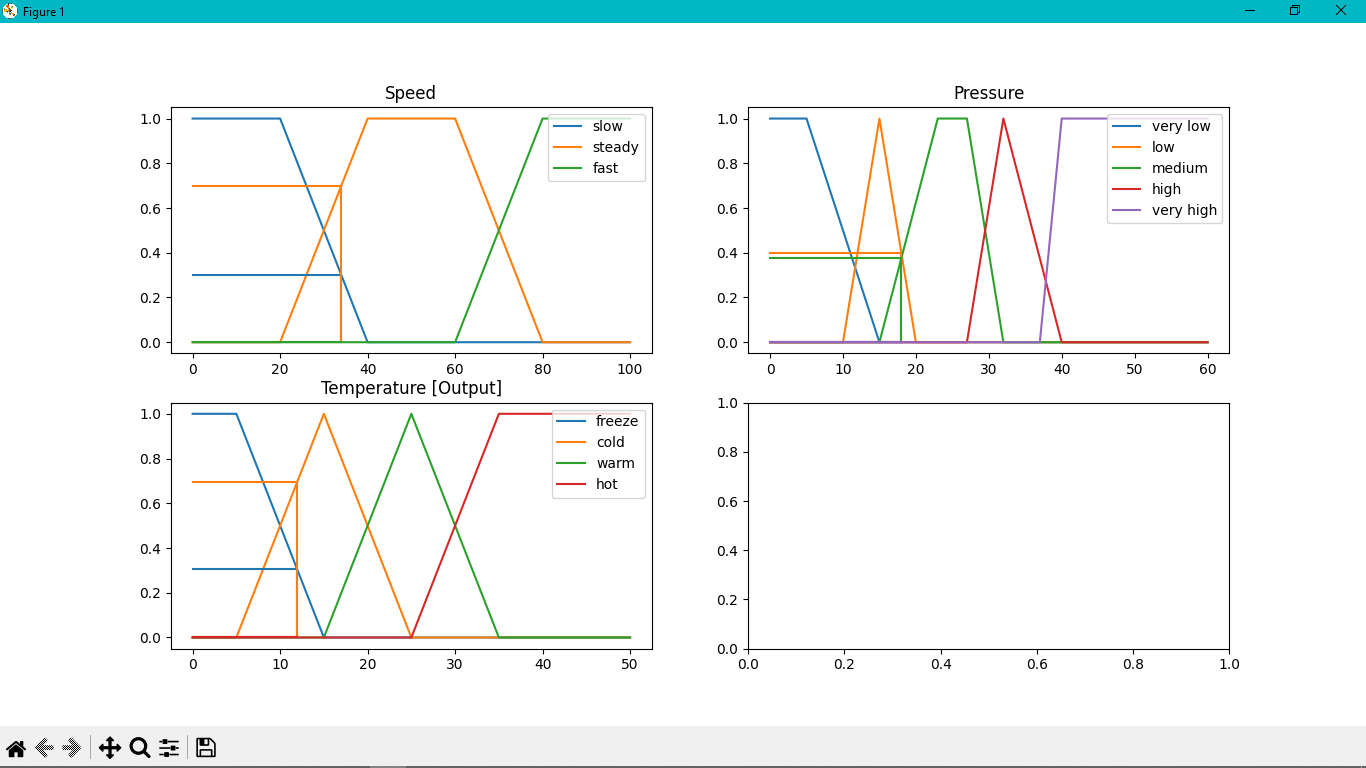 Figure 1
Speed
1.0
0.8
0.6
0.4
0.2
0.0
0 20 40 60 80 100
slow
steady
fast
Pressure
1.0
0.8
0.6
0.4
0.2
0.0
0 10 20 30 40 50 60
very low
low
medium
high
very high
Temperature [Output]
1.0
0.8
0.6
0.4
0.2
0.0
0 10 20 30 40 50
freeze
cold
warm
hot
1.0
0.8
0.6
0.4
0.2
0.0
0.0 0.2 0.4 0.6 0.8 1.0